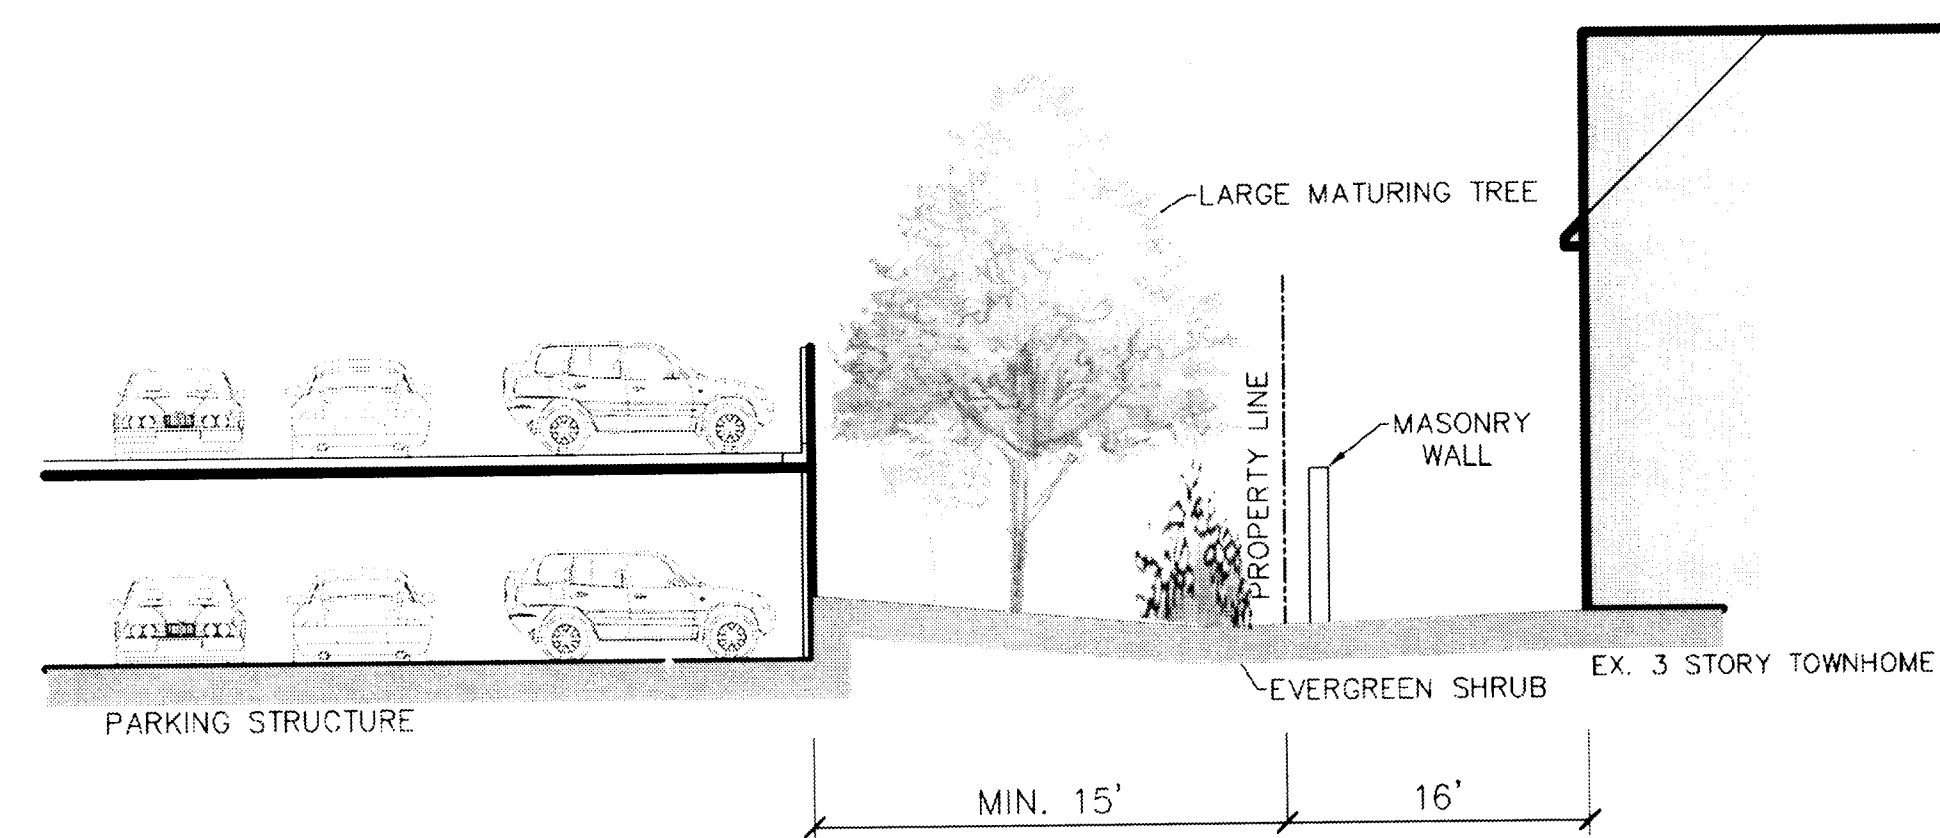 LARGE MATURING TREE
PROPERTY LINE
MASONRY
WALL
EX. 3 STORY TOWNHOME
EVERGREEN SHRUB
PARKING STRUCTURE
MIN. 15'
16'